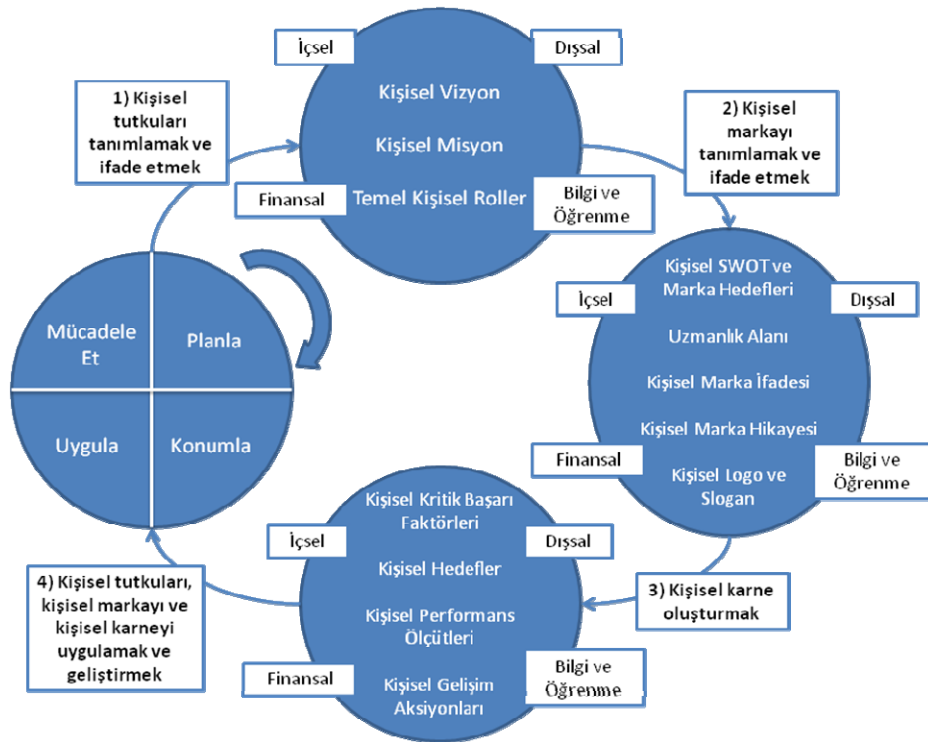 İçsel
Dışsal
Kişisel Vizyon
Kişisel Misyon
Temel Kişisel Roller
Finansal
Bilgi ve
Öğrenme
1) Kişisel
tutkuları
tanımlamak ve
ifade etmek
2) Kişisel
markayı
tanımlamak ve
ifade etmek
Kişisel SWOT ve
Marka Hedefleri
İçsel
Dışsal
Uzmanlık Alanı
Kişisel Marka İfadesi
Kişisel Marka Hikayesi
Kişisel Logo ve
Slogan
Finansal
Bilgi ve
Öğrenme
3) Kişisel karne
oluşturmak
Kişisel Kritik Başarı
Faktörleri
İçsel
Dışsal
Kişisel Hedefler
Kişisel Performans
Ölçütleri
Kişisel Gelişim
Aksiyonları
Finansal
Bilgi ve
Öğrenme
4) Kişisel tutkuları,
kişisel markayı ve
kişisel karneyi
uygulamak ve
geliştirmek
Mücadele
Et
Planla
Uygula
Konumla